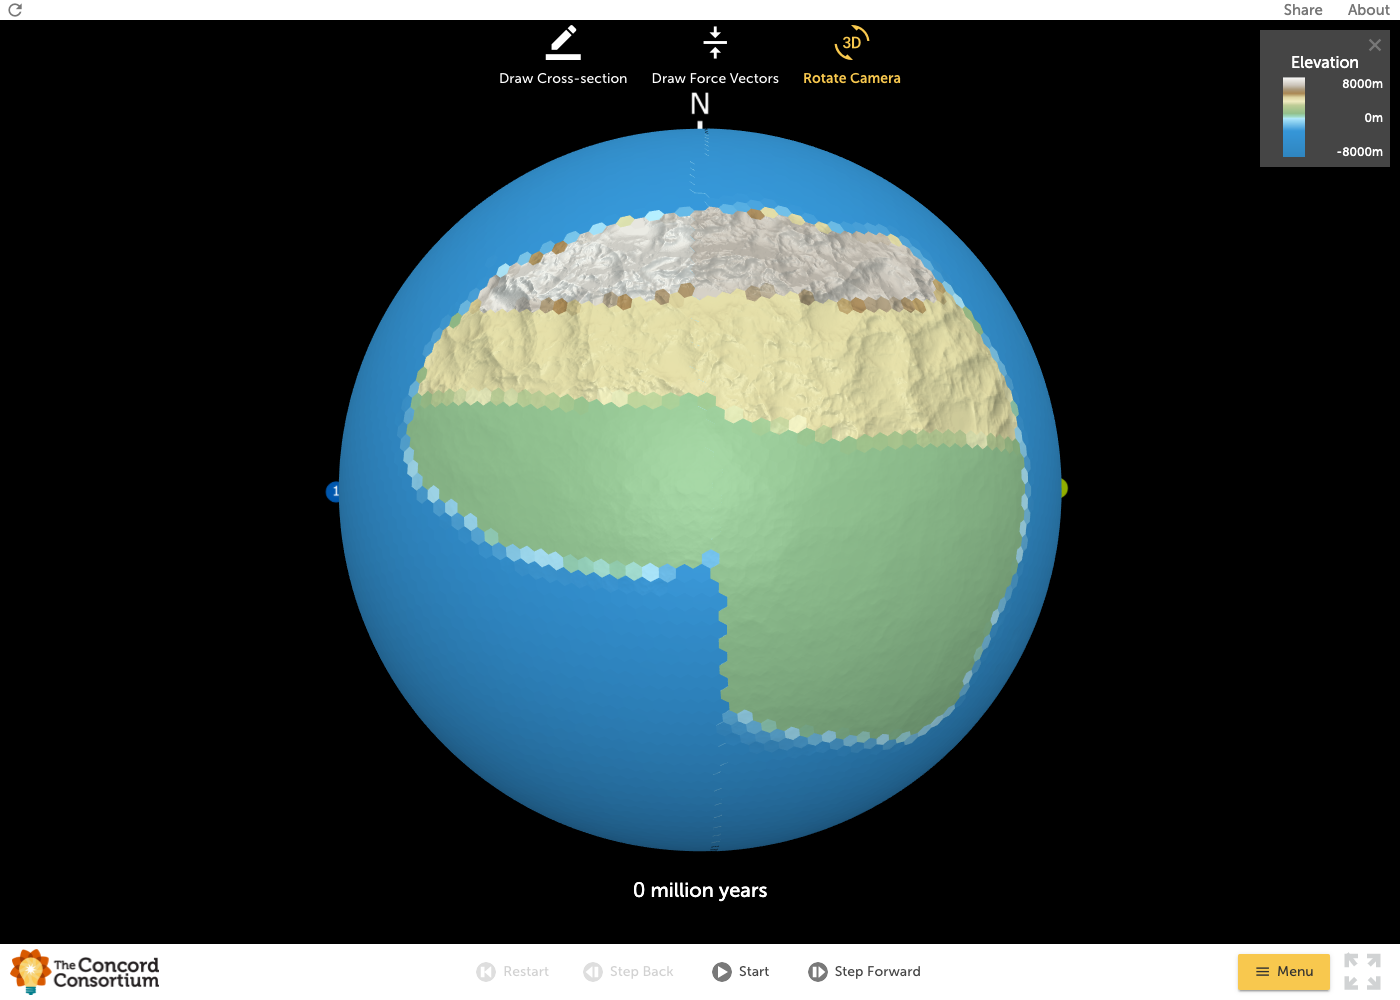 Share About
Draw Cross-section Draw Force Vectors Rotate Camera
3D
N
Elevation
8000m
0m
-8000m
1
0 million years
The Concord
Consortium
Restart Step Back Start Step Forward
Menu